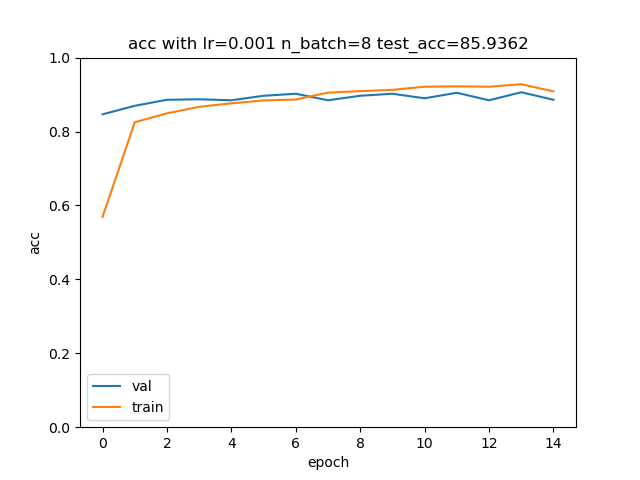 acc with lr=0.001 n_batch=8 test_acc=85.9362
1.0
0.8
0.6
0.4
0.2
0.0
acc
val
train
0 2 4 6 8 10 12 14
epoch